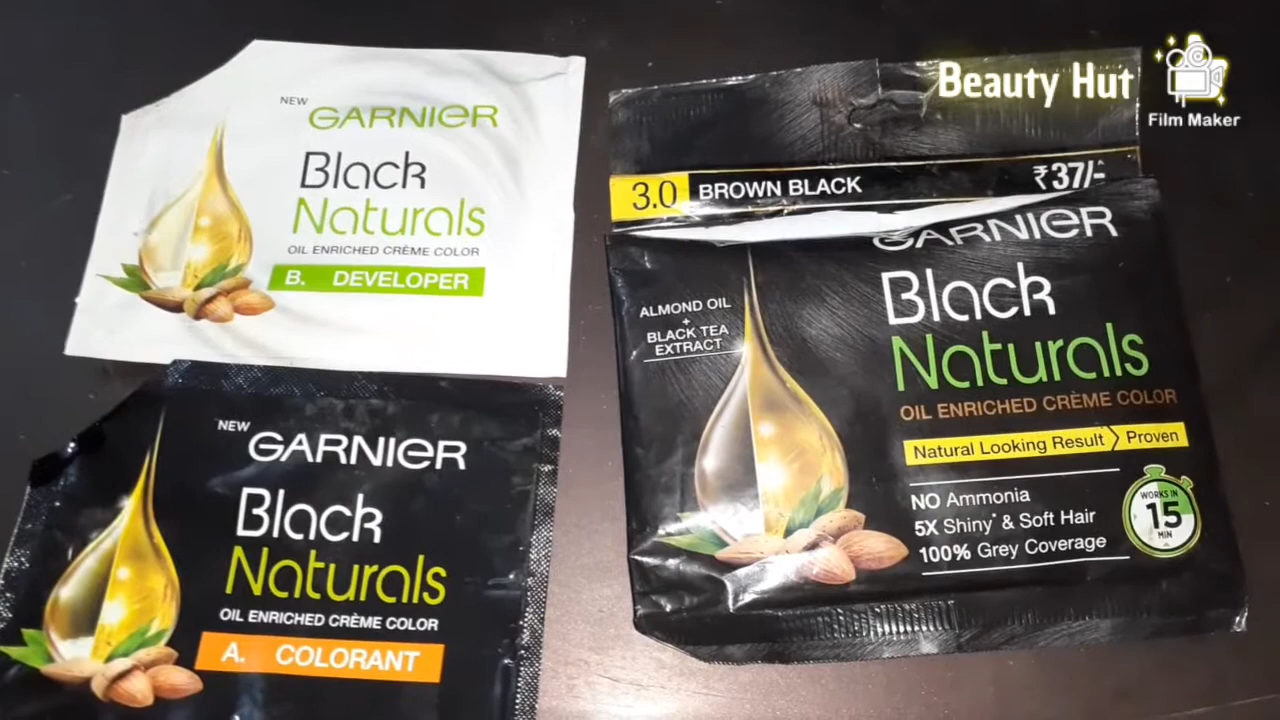 Beauty Hut
Film Maker
NEW
GARNIER
Black
Naturals
OIL ENRICHED CRÈME COLOR
B. DEVELOPER
NEW
GARNIER
Black
Naturals
OIL ENRICHED CRÈME COLOR
A. COLORANT
3.0 BROWN BLACK ₹37/-^
GARNIER
Black
Naturals
OIL ENRICHED CRÈME COLOR
ALMOND OIL
+
BLACK TEA
EXTRACT
Natural Looking Result Proven
NO Ammonia
5X Shiny* & Soft Hair
100% Grey Coverage
WORKS IN
15
MIN